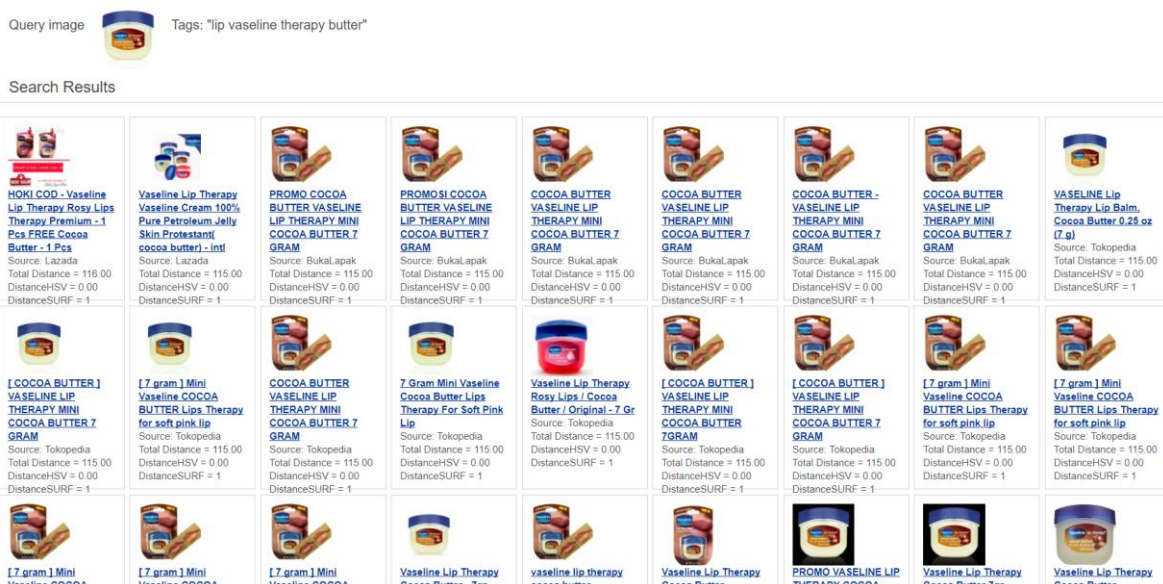 Query image
Tags: "lip vaseline therapy butter"
Search Results
HOKI COD - Vaseline
Lip Therapy Rosy Lips
Therapy Premium - 1
Pcs FREE Cocoa
Butter - 1 Pcs
Source: Lazada
Total Distance = 116.00
DistanceHSV = 0.00
DistanceSURF = 1
Vaseline Lip Therapy
Vaseline Cream 100%
Pure Petroleum Jelly
Skin Protestant(
cocoa butter) - intl
Source: Lazada
Total Distance = 115.00
DistanceHSV = 0.00
DistanceSURF = 1
PROMO COCOA
BUTTER VASELINE
LIP THERAPY MINI
COCOA BUTTER 7
GRAM
Source: BukaLapak
Total Distance = 115.00
DistanceHSV = 0.00
DistanceSURF = 1
PROMOSI COCOA
BUTTER VASELINE
LIP THERAPY MINI
COCOA BUTTER 7
GRAM
Source: BukaLapak
Total Distance = 115.00
DistanceHSV = 0.00
DistanceSURF = 1
COCOA BUTTER
VASELINE LIP
THERAPY MINI
COCOA BUTTER 7
GRAM
Source: BukaLapak
Total Distance = 115.00
DistanceHSV = 0.00
DistanceSURF = 1
COCOA BUTTER
VASELINE LIP
THERAPY MINI
COCOA BUTTER 7
GRAM
Source: BukaLapak
Total Distance = 115.00
DistanceHSV = 0.00
DistanceSURF = 1
COCOA BUTTER -
VASELINE LIP
THERAPY MINI
COCOA BUTTER 7
GRAM
Source: BukaLapak
Total Distance = 115.00
DistanceHSV = 0.00
DistanceSURF = 1
COCOA BUTTER
VASELINE LIP
THERAPY MINI
COCOA BUTTER 7
GRAM
Source: BukaLapak
Total Distance = 115.00
DistanceHSV = 0.00
DistanceSURF = 1
VASELINE Lip
Therapy Lip Balm,
Cocoa Butter 0.25 oz
(7 g)
Source: Tokopedia
Total Distance = 115.00
DistanceHSV = 0.00
DistanceSURF = 1
[ COCOA BUTTER ]
VASELINE LIP
THERAPY MINI
COCOA BUTTER 7
GRAM
Source: Tokopedia
Total Distance = 115.00
DistanceHSV = 0.00
DistanceSURF = 1
[ 7 gram ] Mini
Vaseline COCOA
BUTTER Lips Therapy
for soft pink lip
Source: Tokopedia
Total Distance = 115.00
DistanceHSV = 0.00
DistanceSURF = 1
COCOA BUTTER
VASELINE LIP
THERAPY MINI
COCOA BUTTER 7
GRAM
Source: Tokopedia
Total Distance = 115.00
DistanceHSV = 0.00
DistanceSURF = 1
7 Gram Mini Vaseline
Cocoa Butter Lips
Therapy For Soft Pink
Lip
Source: Tokopedia
Total Distance = 115.00
DistanceHSV = 0.00
DistanceSURF = 1
Vaseline Lip Therapy
Rosy Lips / Cocoa
Butter / Original - 7 Gr
Source: Tokopedia
Total Distance = 115.00
DistanceHSV = 0.00
DistanceSURF = 1
[ COCOA BUTTER ]
VASELINE LIP
THERAPY MINI
COCOA BUTTER
7GRAM
Source: Tokopedia
Total Distance = 115.00
DistanceHSV = 0.00
DistanceSURF = 1
[ COCOA BUTTER ]
VASELINE LIP
THERAPY MINI
COCOA BUTTER 7
GRAM
Source: Tokopedia
Total Distance = 115.00
DistanceHSV = 0.00
DistanceSURF = 1
[ 7 gram ] Mini
Vaseline COCOA
BUTTER Lips Therapy
for soft pink lip
Source: Tokopedia
Total Distance = 115.00
DistanceHSV = 0.00
DistanceSURF = 1
[ 7 gram ] Mini
Vaseline COCOA
BUTTER Lips Therapy
for soft pink lip
Source: Tokopedia
Total Distance = 115.00
DistanceHSV = 0.00
DistanceSURF = 1
[ 7 gram ] Mini
Vaseline COCOA
[ 7 gram ] Mini
Vaseline COCOA
[ 7 gram ] Mini
Vaseline COCOA
Vaseline Lip Therapy
Cocoa Butter 7gr
vaseline lip therapy
cocoa butter
Vaseline Lip Therapy
Cocoa Butter
PROMO VASELINE LIP
THERAPY COCOA
Vaseline Lip Therapy
Cocoa Butter 7gr
Vaseline Lip Therapy
Cocoa Butter